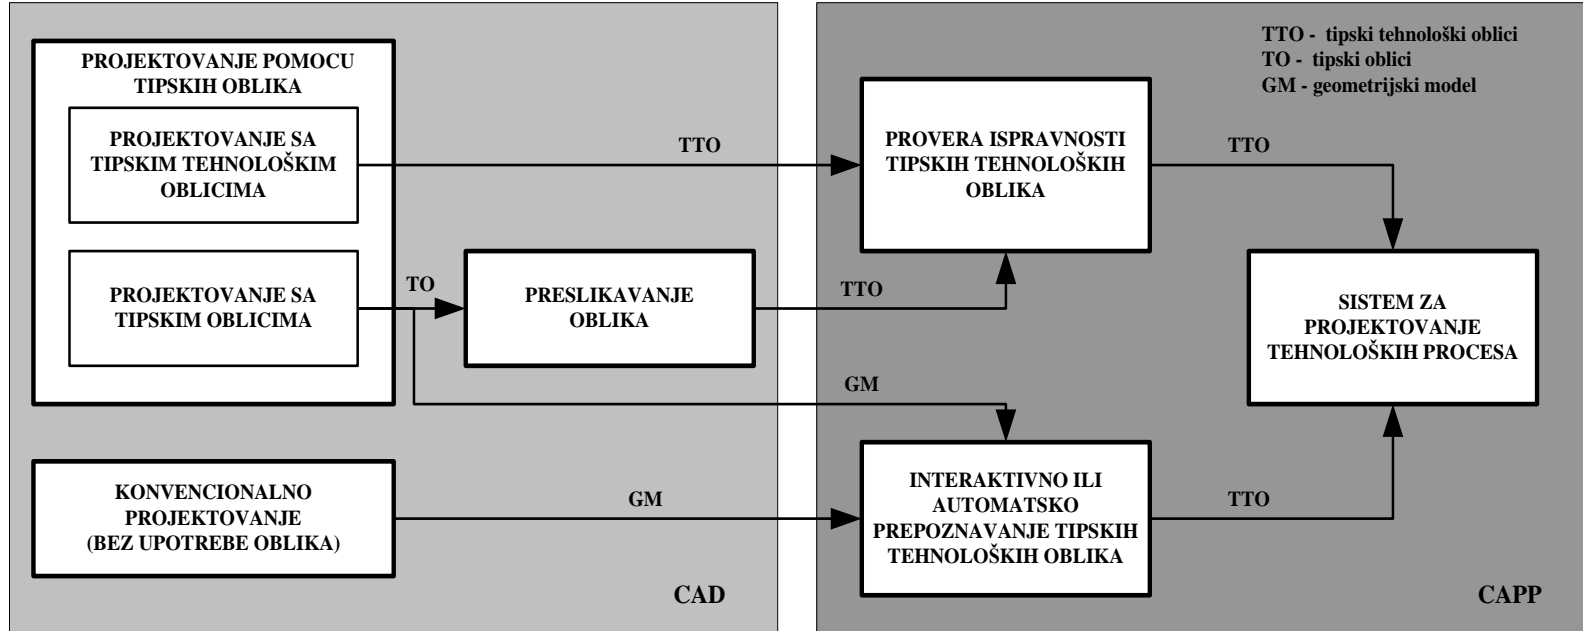 PROJEKTOVANJE POMOCU
TIPSKIH OBLIKA
PROJEKTOVANJE SA
TIPSKIM TEHNOLOŠKIM
OBLICIMA
PROJEKTOVANJE SA
TIPSKIM OBLICIMA
TO
PRESLIKAVANJE
OBLIKA
KONVENCIONALNO
PROJEKTOVANJE
(BEZ UPOTREBE OBLIKA)
CAD
TTO
TTO
GM
GM
TTO - tipski tehnološki oblici
TO - tipski oblici
GM - geometrijski model
PROVERA ISPRAVNOSTI
TIPSKIH TEHNOLOŠKIH
OBLIKA
TTO
SISTEM ZA
PROJEKTOVANJE
TEHNOLOŠKIH PROCESA
INTERAKTIVNO ILI
AUTOMATSKO
PREPOZNAVANJE TIPSKIH
TEHNOLOŠKIH OBLIKA
TTO
CAPP